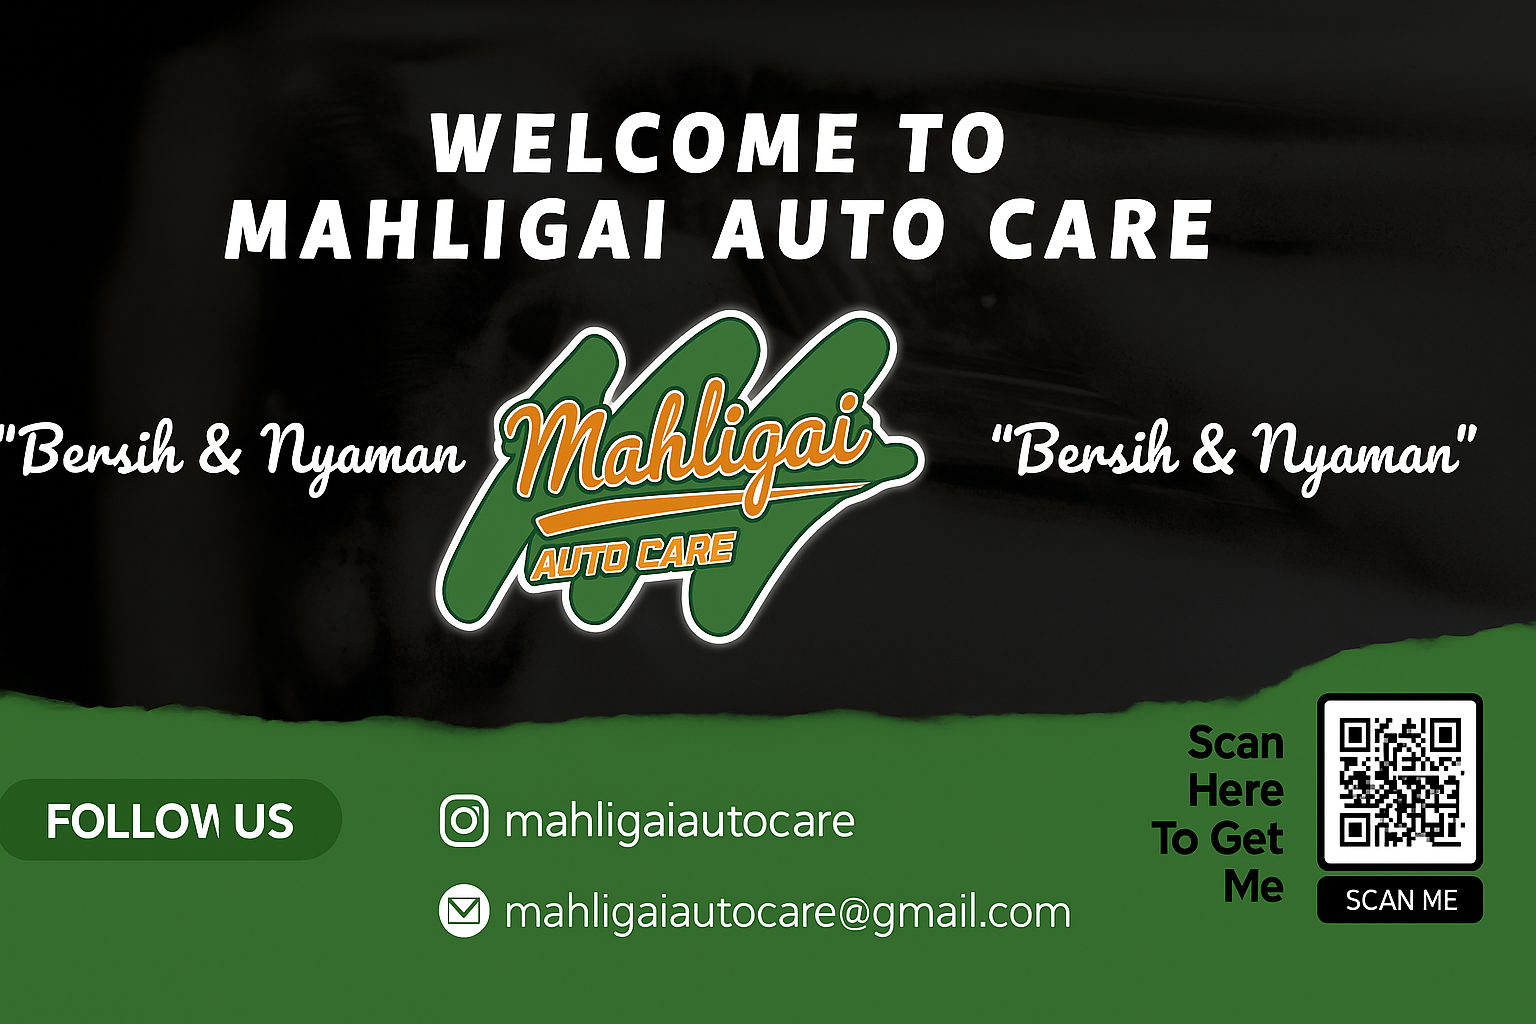 WELCOME TO
MAHLIGAI AUTO CARE
"Bersih & Nyaman
Mahligai
AUTO CARE
“Bersih & Nyaman”
FOLLOW US
mahligaiautocare
mahligaiautocare@gmail.com
Scan
Here
To Get
Me
SCAN ME